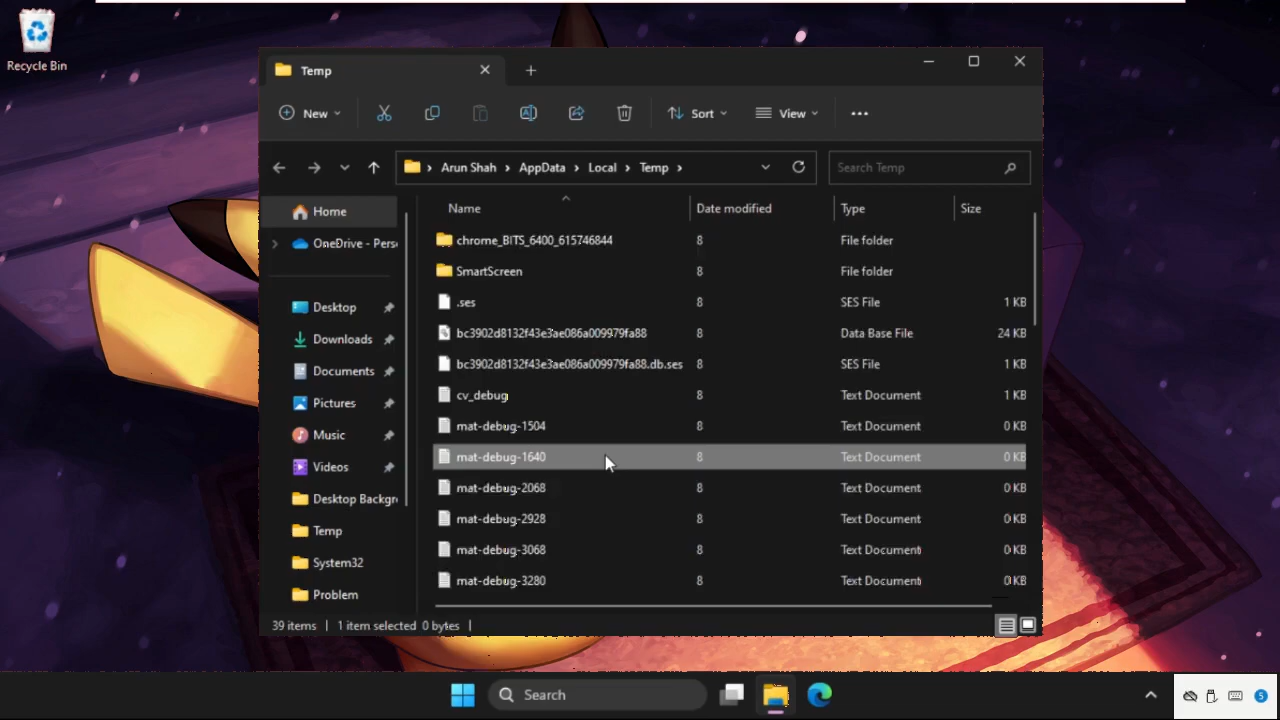 Recycle Bin
Temp
New
Sort
View
Arun Shah > AppData > Local > Temp >
Search Temp
Home
OneDrive - Pers
Desktop
Downloads
Documents
Pictures
Music
Videos
Desktop Backgr
Temp
System32
Problem
Name Date modified Type Size
chrome_BITS_6400_615746844 8 File folder
SmartScreen 8 File folder
.ses 8 SES File 1 KB
bc3902d8132f43e3ae086a009979fa88 8 Data Base File 24 KB
bc3902d8132f43e3ae086a009979fa88.db.ses 8 SES File 1 KB
cv_debug 8 Text Document 1 KB
mat-debug-1504 8 Text Document 0 KB
mat-debug-1640 8 Text Document 0 KB
mat-debug-2068 8 Text Document 0 KB
mat-debug-2928 8 Text Document 0 KB
mat-debug-3068 8 Text Document 0 KB
mat-debug-3280 8 Text Document 0 KB
39 items | 1 item selected 0 bytes |
Search
5